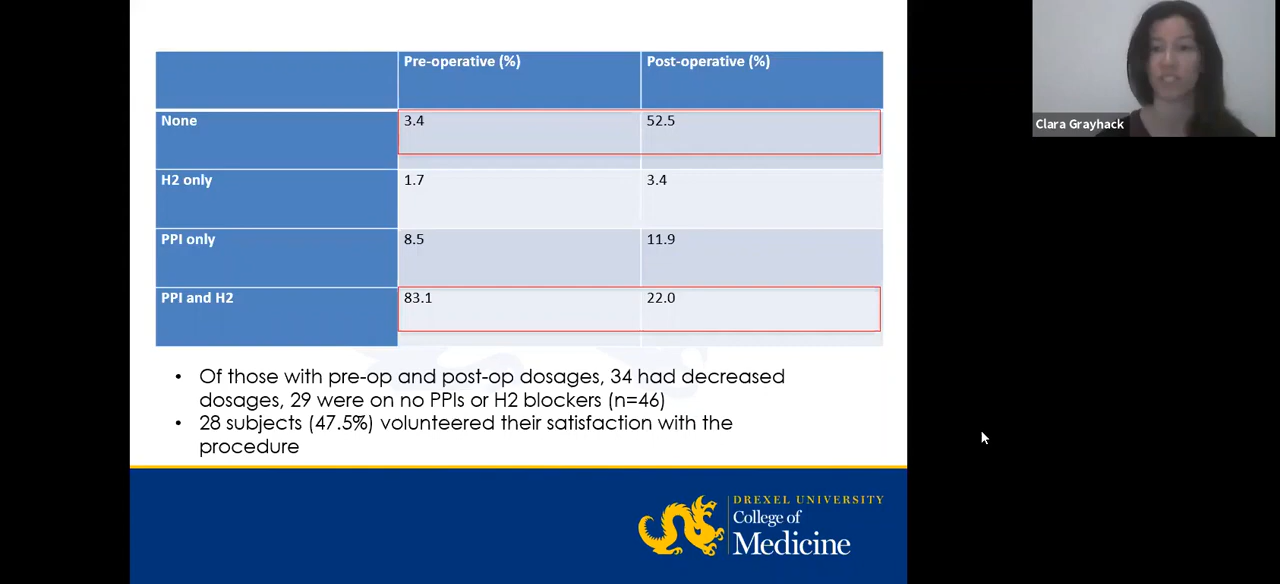 Pre-operative (%) Post-operative (%)
None 3.4 52.5
H2 only 1.7 3.4
PPI only 8.5 11.9
PPI and H2 83.1 22.0
• Of those with pre-op and post-op dosages, 34 had decreased
dosages, 29 were on no PPIs or H2 blockers (n=46)
• 28 subjects (47.5%) volunteered their satisfaction with the
procedure
DREXEL UNIVERSITY
College of
Medicine
Clara Grayhack